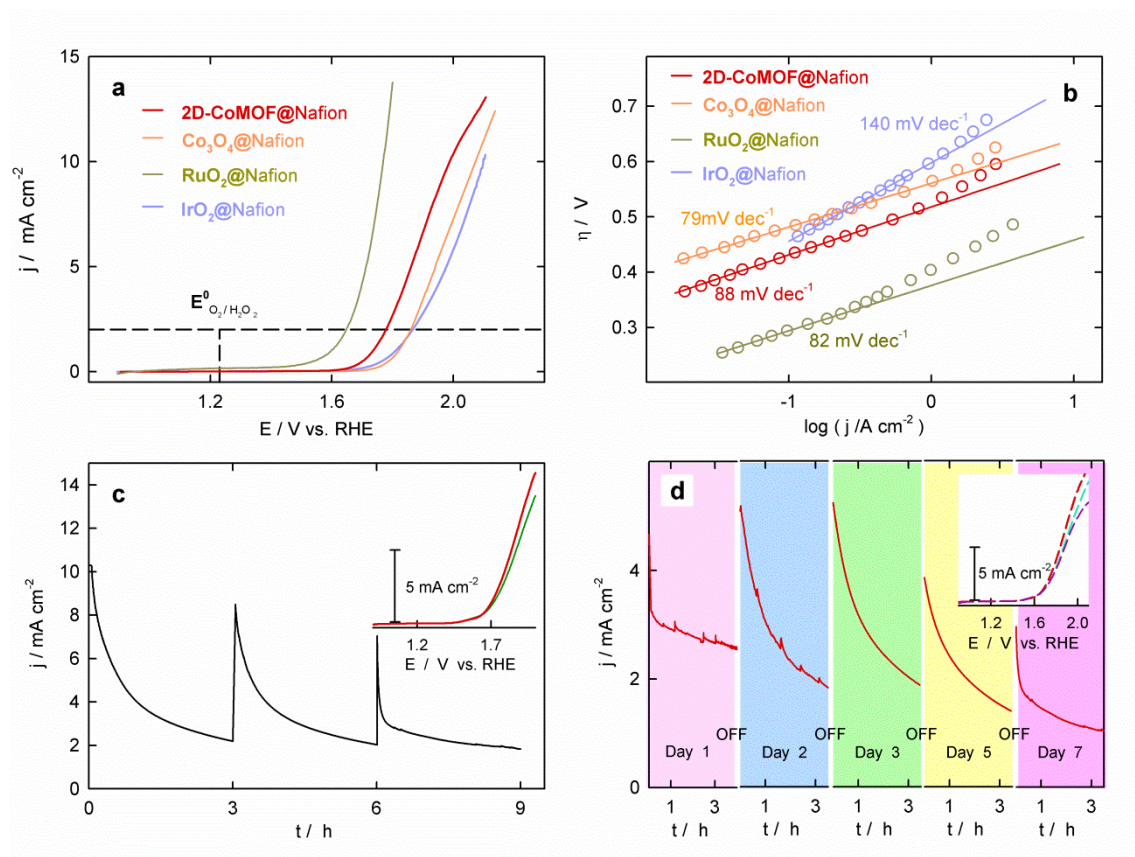 a
15
10
5
0
j / mA cm-2
2D-CoMOF@Nafion
Co3O4@Nafion
RuO2@Nafion
IrO2@Nafion
E0 O2/H2O2
1.2 1.6 2.0
E / V vs. RHE
b
2D-CoMOF@Nafion
Co3O4@Nafion
RuO2@Nafion
IrO2@Nafion
0.7
0.6
0.5
0.4
0.3
η / V
140 mV dec-1
79mV dec-1
88 mV dec-1
82 mV dec-1
-1 0 1
log ( j /A cm-2)
c
14
12
10
8
6
4
2
0
j / mA cm-2
5 mA cm-2
1.2 1.7
E / V vs. RHE
0 3 6 9
t / h
d
4
2
0
j / mA cm-2
5 mA cm-2
1.2 1.6 2.0
E / V vs. RHE
OFF OFF OFF OFF
Day 1 Day 2 Day 3 Day 5 Day 7
1 3 1 3 1 3 1 3 1 3
t / h t / h t / h t / h t / h